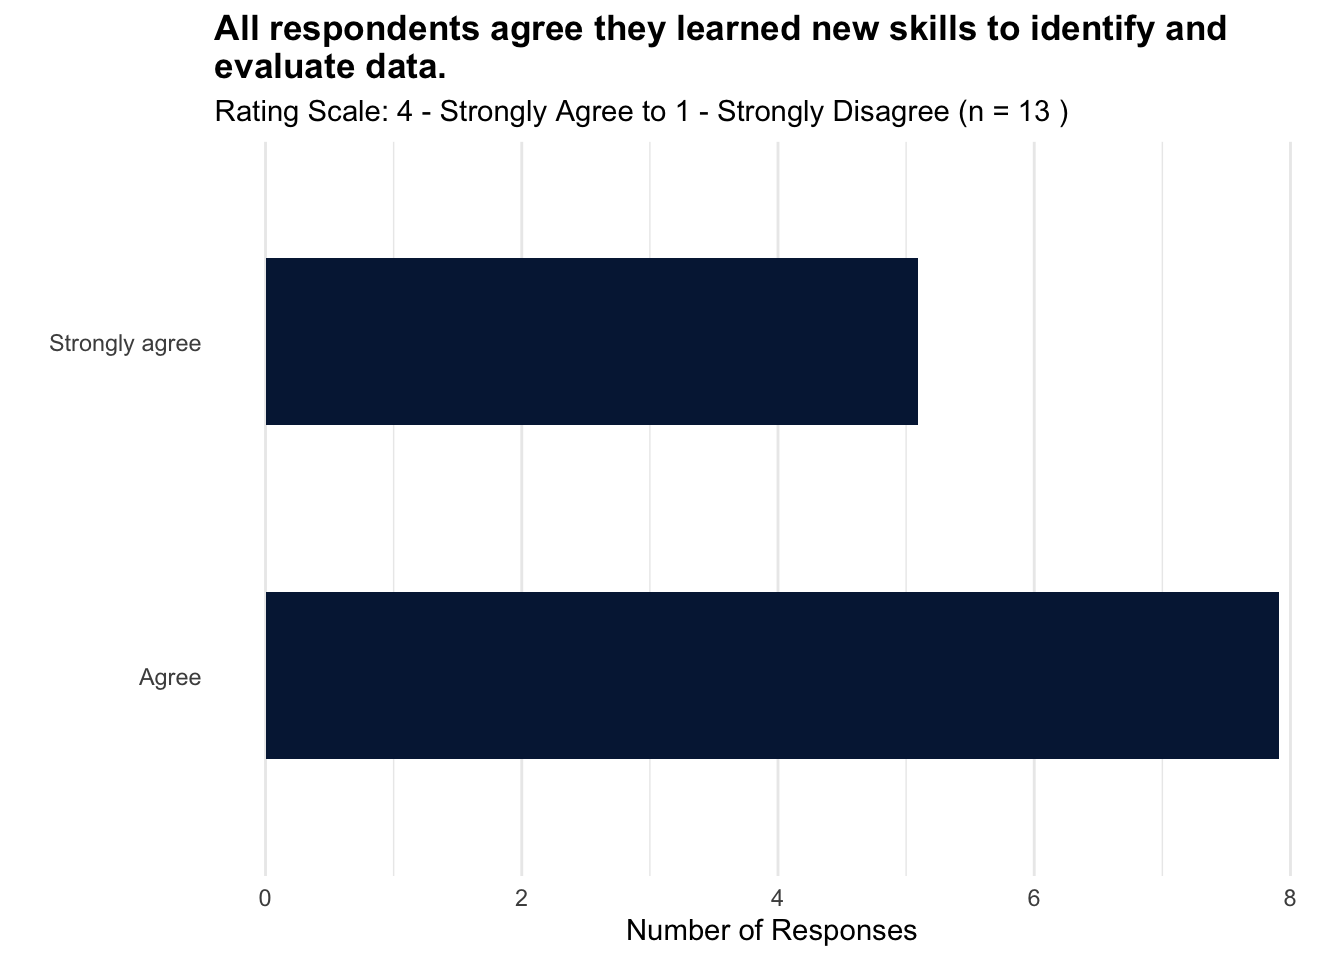 All respondents agree they learned new skills to identify and
evaluate data.
Rating Scale: 4 - Strongly Agree to 1 - Strongly Disagree (n = 13 )
Strongly agree
Agree
0 2 4 6 8
Number of Responses